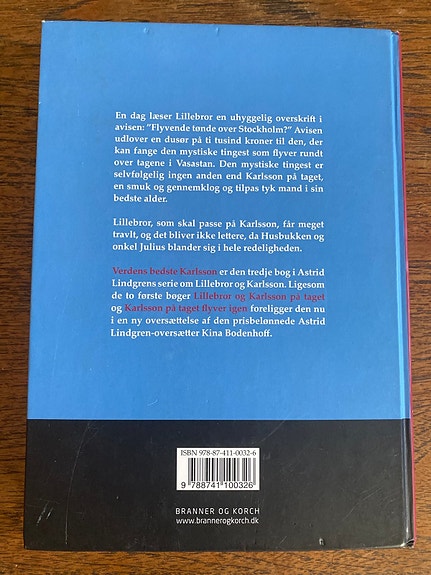 En dag læser Lillebror en uhyggelig overskrift i
avisen: "Flyvende tønde over Stockholm?" Avisen
udlover en dusør på ti tusind kroner til den, der
kan fange den mystiske tingest som flyver rundt
over tagene i Vasastan. Den mystiske tingest er
selvfølgelig ingen anden end Karlsson på taget,
en smuk og gennemklog og tilpas tyk mand i sin
bedste alder.
Lillebror, som skal passe på Karlsson, får meget
travlt, og det bliver ikke lettere, da Husbukken og
onkel Julius blander sig i hele redeligheden.
Verdens bedste Karlsson er den tredje bog i Astrid
Lindgrens serie om Lillebror og Karlsson. Ligesom
de to første bøger Lillebror og Karlsson på taget
og Karlsson på taget flyver igen foreligger den nu
i en ny oversættelse af den prisbelønnede Astrid
Lindgren-oversætter Kina Bodenhoff.
ISBN 978-87-411-0032-6
9 788741 100326
BRANNER OG KORCH
www.brannerogkorch.dk